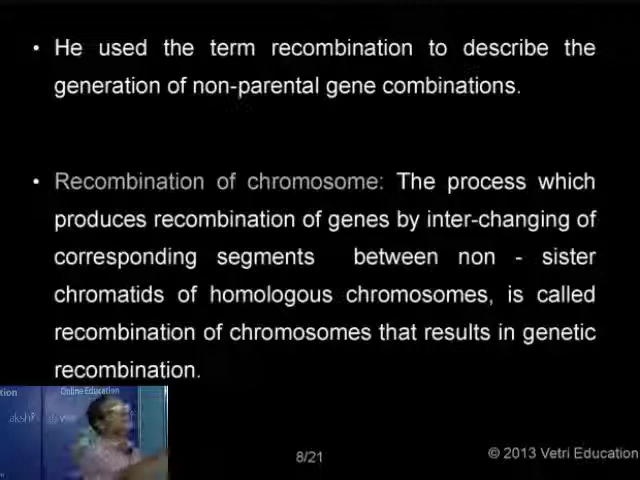 • He used the term recombination to describe the
generation of non-parental gene combinations.
• Recombination of chromosome: The process which
produces recombination of genes by inter-changing of
corresponding segments between non - sister
chromatids of homologous chromosomes, is called
recombination of chromosomes that results in genetic
recombination.
Online Education
8/21
© 2013 Vetri Education